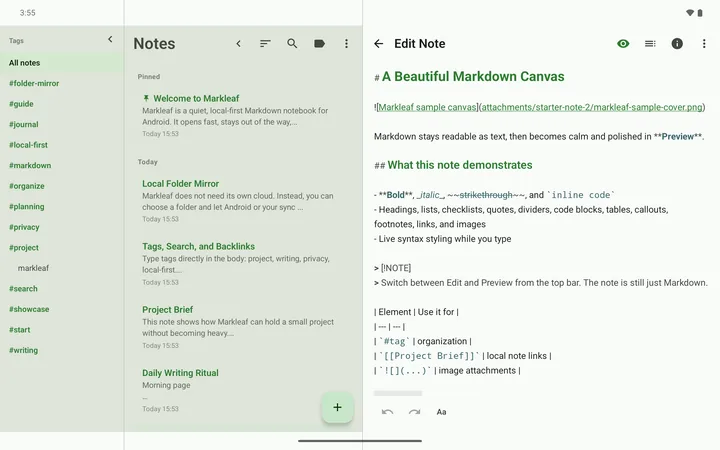 3:55
Tags
All notes
#folder-mirror
#guide
#journal
#local-first
#markdown
#organize
#planning
#privacy
#project
markleaf
#search
#showcase
#start
#writing
Notes
Pinned
Welcome to Markleaf
Markleaf is a quiet, local-first Markdown notebook for
Android. It opens fast, stays out of the way,...
Today 15:53
Today
Local Folder Mirror
Markleaf does not need its own cloud. Instead, you can
choose a folder and let Android or your sync ...
Today 15:53
Tags, Search, and Backlinks
Type tags directly in the body: project, writing, privacy,
local-first....
Today 15:53
Project Brief
This note shows how Markleaf can hold a small project
without becoming heavy....
Today 15:53
Daily Writing Ritual
Morning page
...
Today 15:53
Edit Note
# A Beautiful Markdown Canvas
![Markleaf sample canvas](attachments/starter-note-2/markleaf-sample-cover.png)
Markdown stays readable as text, then becomes calm and polished in **Preview**.
## What this note demonstrates
- **Bold**, _italic_, ~~strikethrough~~, and `inline code`
- Headings, lists, checklists, quotes, dividers, code blocks, tables, callouts,
footnotes, links, and images
- Live syntax styling while you type
> [!NOTE]
> Switch between Edit and Preview from the top bar. The note is still just Markdown.
| Element | Use it for |
| --- | --- |
| `#tag` | organization |
| `[[Project Brief]]` | local note links |
| `![](...)` | image attachments |
Aa